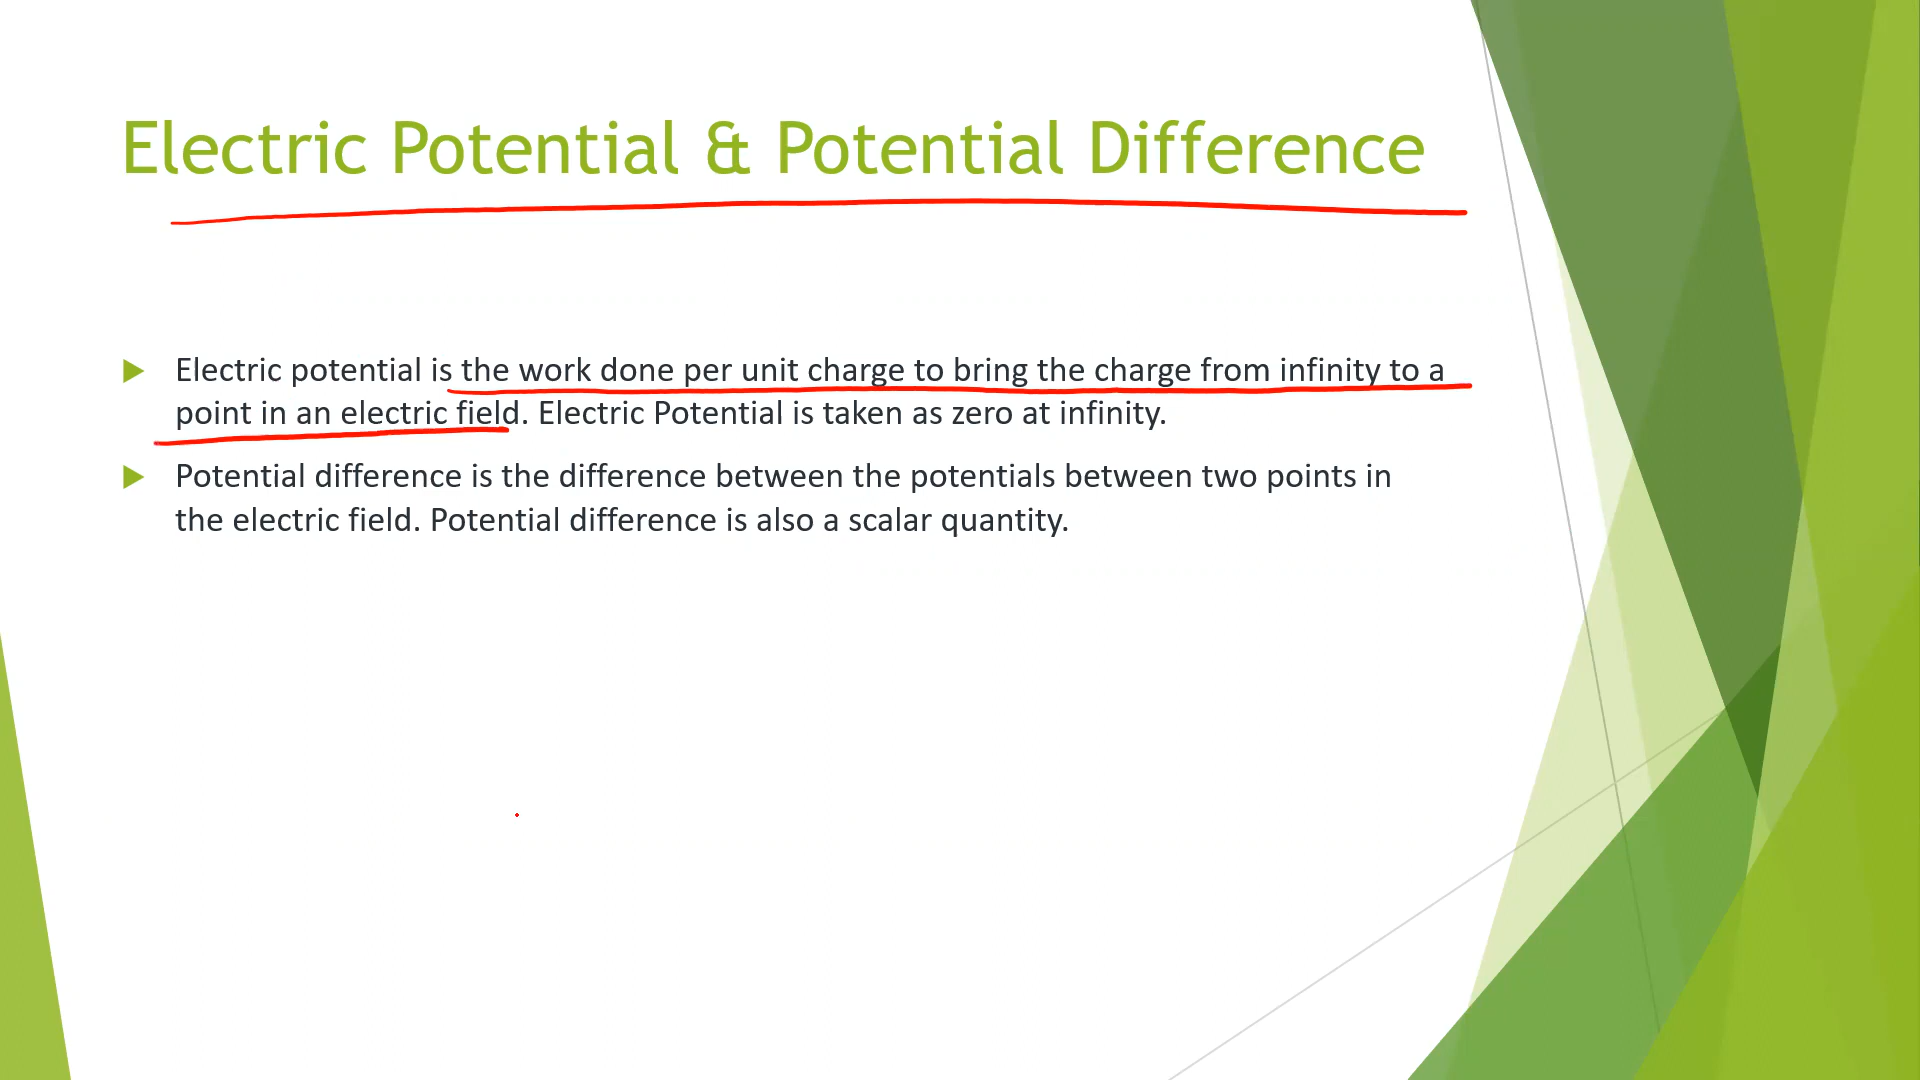 Electric Potential & Potential Difference
Electric potential is the work done per unit charge to bring the charge from infinity to a
point in an electric field. Electric Potential is taken as zero at infinity.
Potential difference is the difference between the potentials between two points in
the electric field. Potential difference is also a scalar quantity.